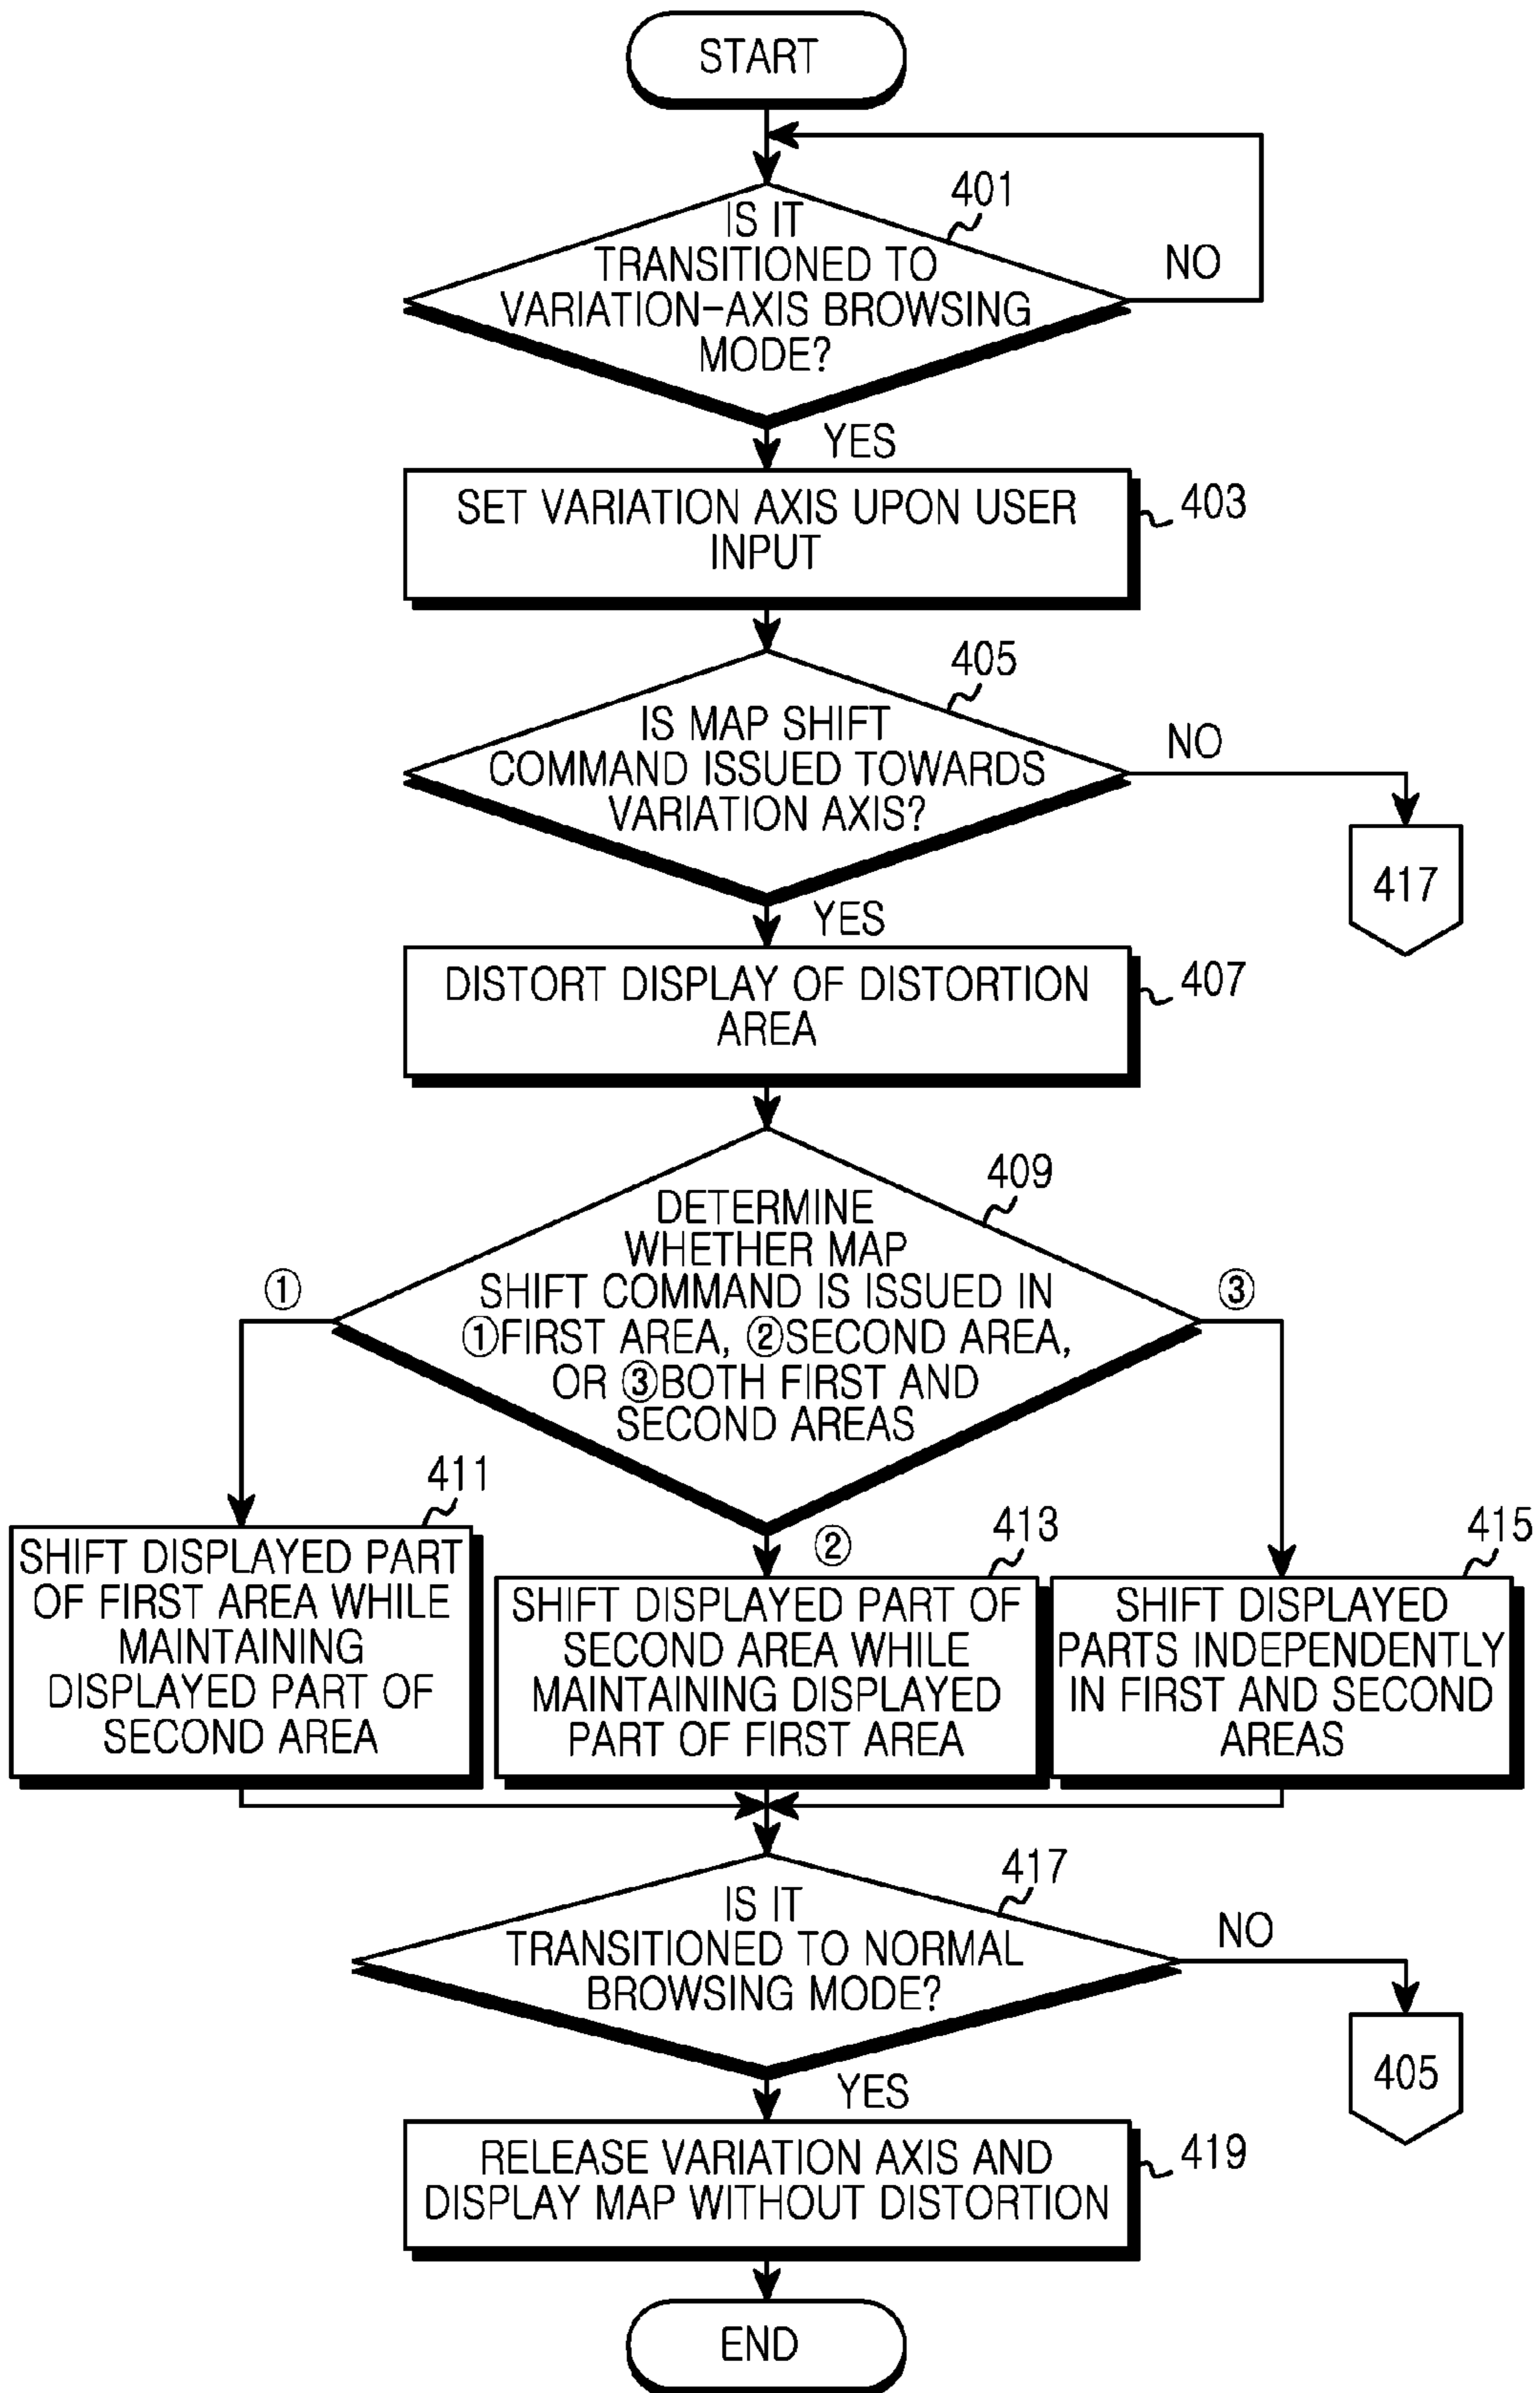 START
401
IS IT
TRANSITIONED TO
VARIATION-AXIS BROWSING
MODE?
NO
YES
SET VARIATION AXIS UPON USER
INPUT
403
405
IS MAP SHIFT
COMMAND ISSUED TOWARDS
VARIATION AXIS?
NO
417
YES
DISTORT DISPLAY OF DISTORTION
AREA
407
409
DETERMINE
WHETHER MAP
SHIFT COMMAND IS ISSUED IN
①FIRST AREA, ②SECOND AREA,
OR ③BOTH FIRST AND
SECOND AREAS
①
③
②
411
SHIFT DISPLAYED PART
OF FIRST AREA WHILE
MAINTAINING
DISPLAYED PART OF
SECOND AREA
413
SHIFT DISPLAYED PART OF
SECOND AREA WHILE
MAINTAINING DISPLAYED
PART OF FIRST AREA
415
SHIFT DISPLAYED
PARTS INDEPENDENTLY
IN FIRST AND SECOND
AREAS
417
IS IT
TRANSITIONED TO NORMAL
BROWSING MODE?
NO
405
YES
RELEASE VARIATION AXIS AND
DISPLAY MAP WITHOUT DISTORTION
419
END